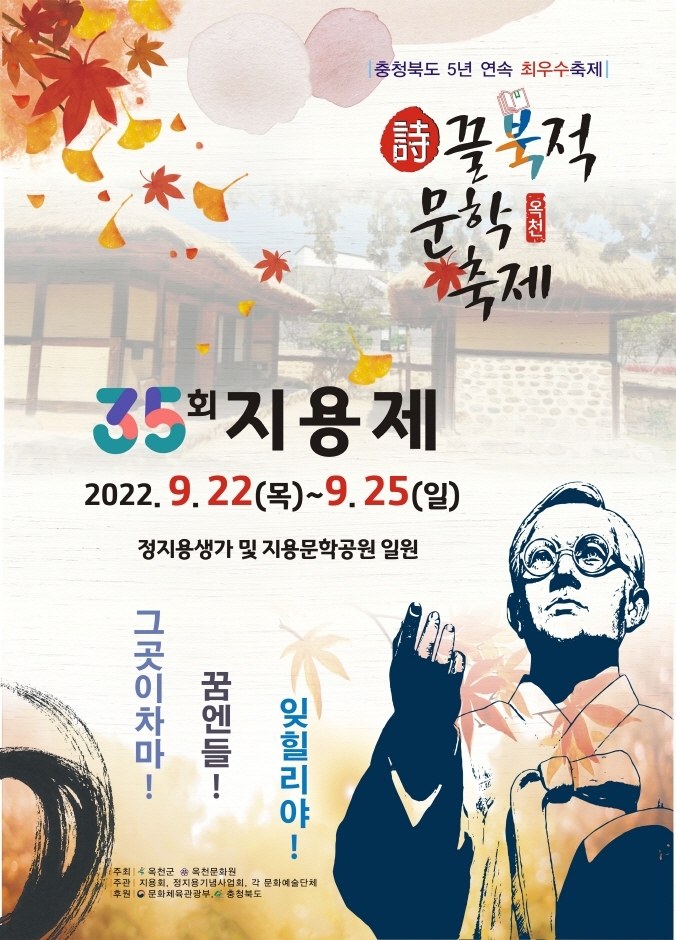 충청북도 5년 연속 최우수축제
詩끌북적
문학 옥천
축제
35회 지용제
2022. 9. 22(목)~9. 25(일)
정지용생가 및 지용문학공원 일원
그곳이차마!
꿈엔들!
잊힐리야!
주최 옥천군 옥천문화원
주관 지용회, 정지용기념사업회, 각 문화예술단체
후원 문화체육관광부, 충청북도